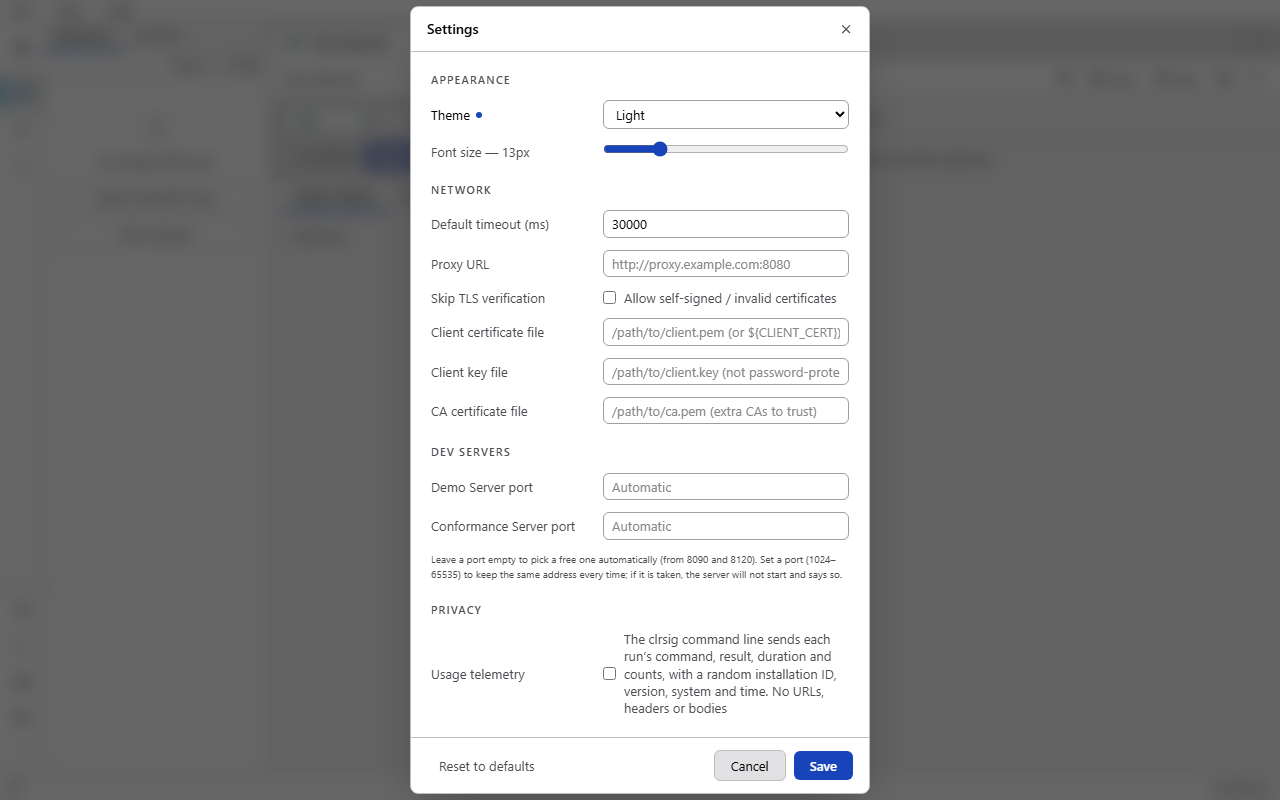 Settings
×
APPEARANCE
Theme
Light
Font size — 13px
NETWORK
Default timeout (ms)
30000
Proxy URL
http://proxy.example.com:8080
Skip TLS verification
Allow self-signed / invalid certificates
Client certificate file
/path/to/client.pem (or ${CLIENT_CERT})
Client key file
/path/to/client.key (not password-prote
CA certificate file
/path/to/ca.pem (extra CAs to trust)
DEV SERVERS
Demo Server port
Automatic
Conformance Server port
Automatic
Leave a port empty to pick a free one automatically (from 8090 and 8120). Set a port (1024–
65535) to keep the same address every time; if it is taken, the server will not start and says so.
PRIVACY
Usage telemetry
The clrsig command line sends each
run's command, result, duration and
counts, with a random installation ID,
version, system and time. No URLs,
headers or bodies
Reset to defaults
Cancel
Save